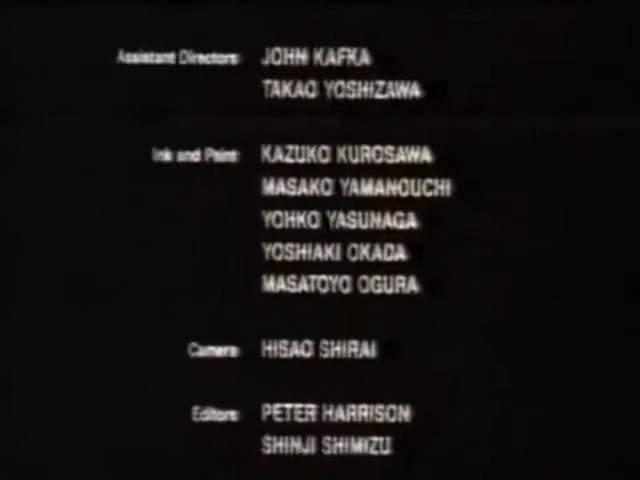 Assistant Directors JOHN KAFKA
TAKAO YOSHIZAWA
Ink and Paint KAZUKO KUROSAWA
MASAKO YAMANOUCHI
YOHKO YASUNAGA
YOSHIAKI OKADA
MASATOYO OGURA
Camera HISAO SHIRAI
Editors PETER HARRISON
SHINJI SHIMIZU